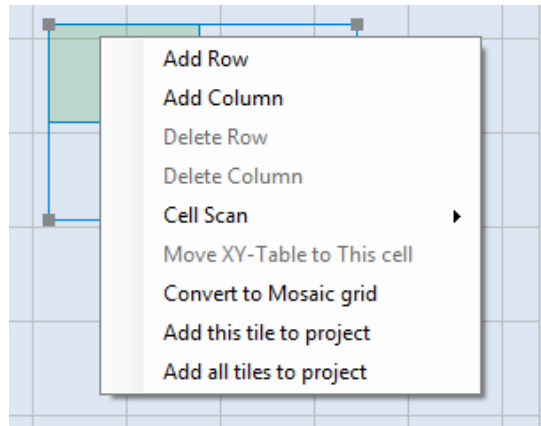 Add Row
Add Column
Delete Row
Delete Column
Cell Scan
Move XY-Table to This cell
Convert to Mosaic grid
Add this tile to project
Add all tiles to project